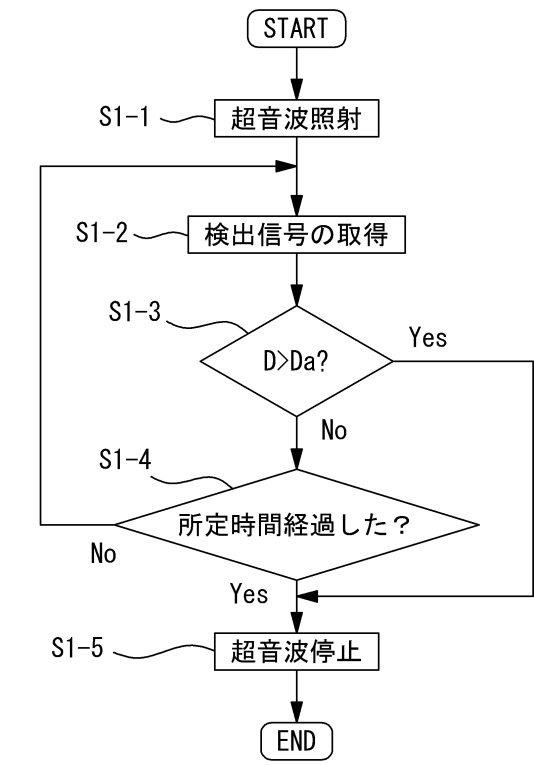 START
S1-1
超音波照射
S1-2
検出信号の取得
S1-3
D>Da?
Yes
No
S1-4
所定時間経過した？
No
Yes
S1-5
超音波停止
END